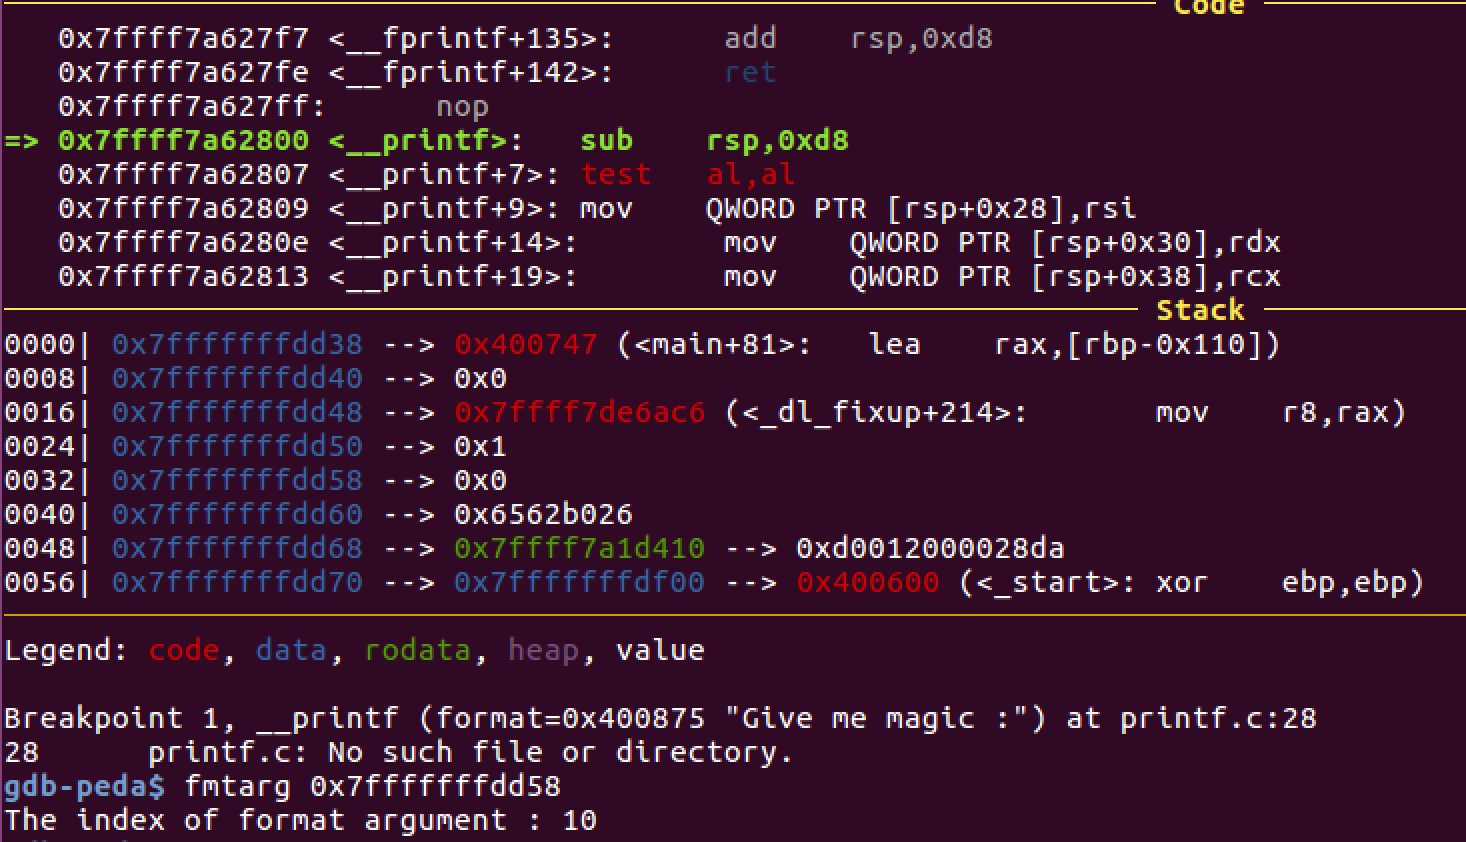 Code
0x7ffff7a627f7 <__fprintf+135>: add rsp,0xd8
0x7ffff7a627fe <__fprintf+142>: ret
0x7ffff7a627ff: nop
=> 0x7ffff7a62800 <__printf>: sub rsp,0xd8
0x7ffff7a62807 <__printf+7>: test al,al
0x7ffff7a62809 <__printf+9>: mov QWORD PTR [rsp+0x28],rsi
0x7ffff7a6280e <__printf+14>: mov QWORD PTR [rsp+0x30],rdx
0x7ffff7a62813 <__printf+19>: mov QWORD PTR [rsp+0x38],rcx
Stack
0000| 0x7fffffffdd38 --> 0x400747 (<main+81>: lea rax,[rbp-0x110])
0008| 0x7fffffffdd40 --> 0x0
0016| 0x7fffffffdd48 --> 0x7ffff7de6ac6 (<_dl_fixup+214>: mov r8,rax)
0024| 0x7fffffffdd50 --> 0x1
0032| 0x7fffffffdd58 --> 0x0
0040| 0x7fffffffdd60 --> 0x6562b026
0048| 0x7fffffffdd68 --> 0x7ffff7a1d410 --> 0xd0012000028da
0056| 0x7fffffffdd70 --> 0x7fffffffdf00 --> 0x400600 (<_start>: xor ebp,ebp)
Legend: code, data, rodata, heap, value
Breakpoint 1, __printf (format=0x400875 "Give me magic :") at printf.c:28
28 printf.c: No such file or directory.
gdb-peda$ fmtarg 0x7fffffffdd58
The index of format argument : 10